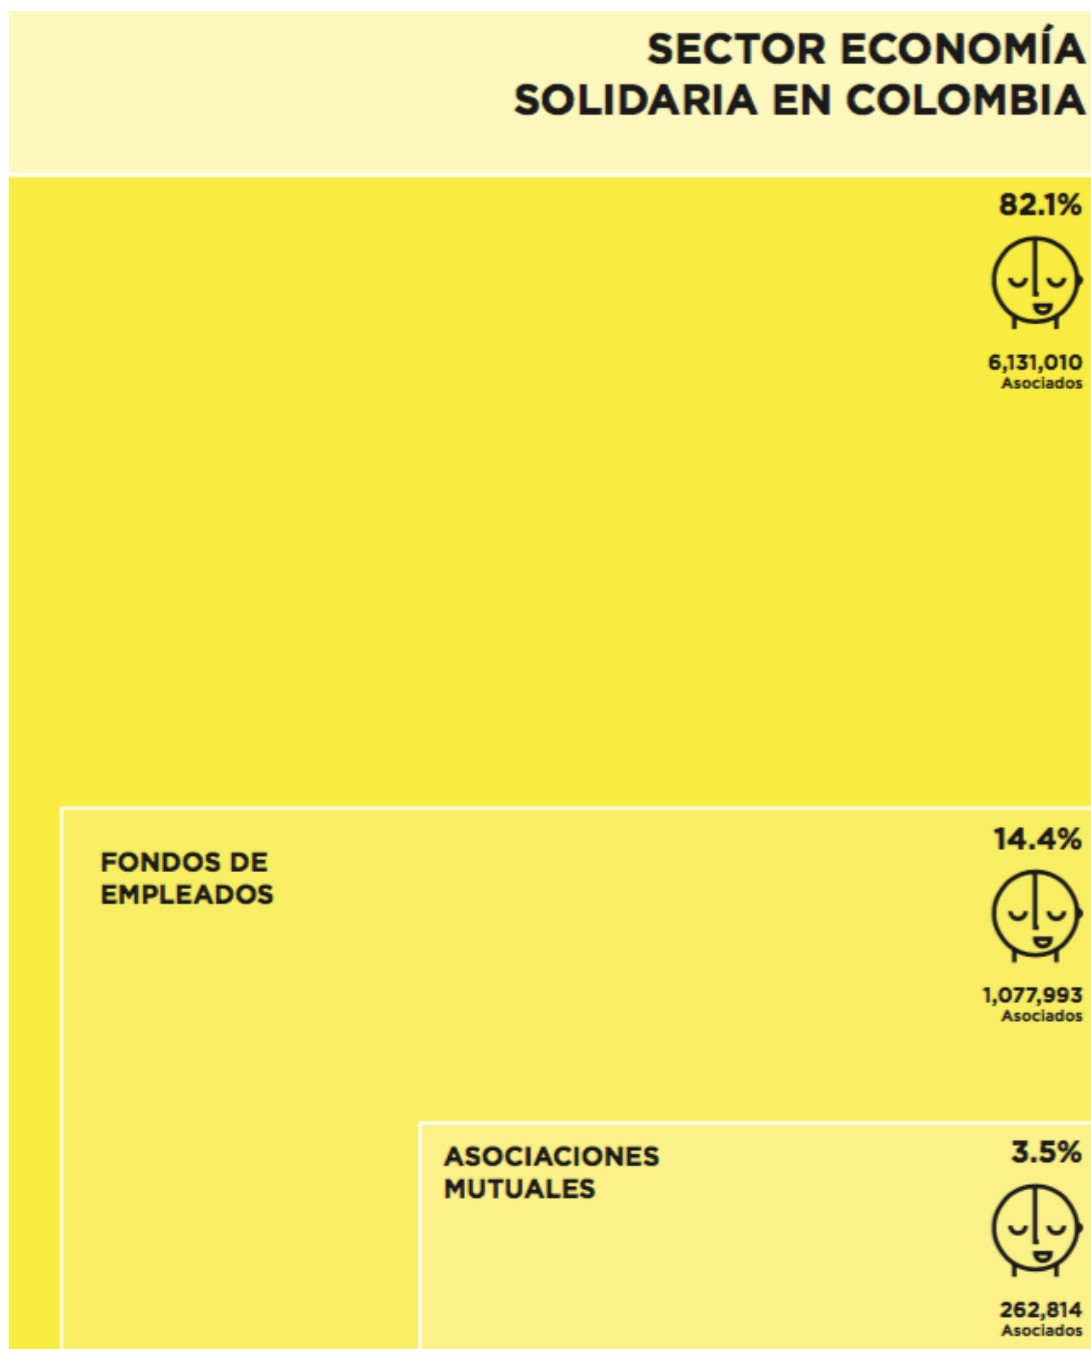 SECTOR ECONOMÍA
SOLIDARIA EN COLOMBIA
82.1%
6,131,010
Asociados
FONDOS DE
EMPLEADOS
14.4%
1,077,993
Asociados
ASOCIACIONES
MUTUALES
3.5%
262,814
Asociados